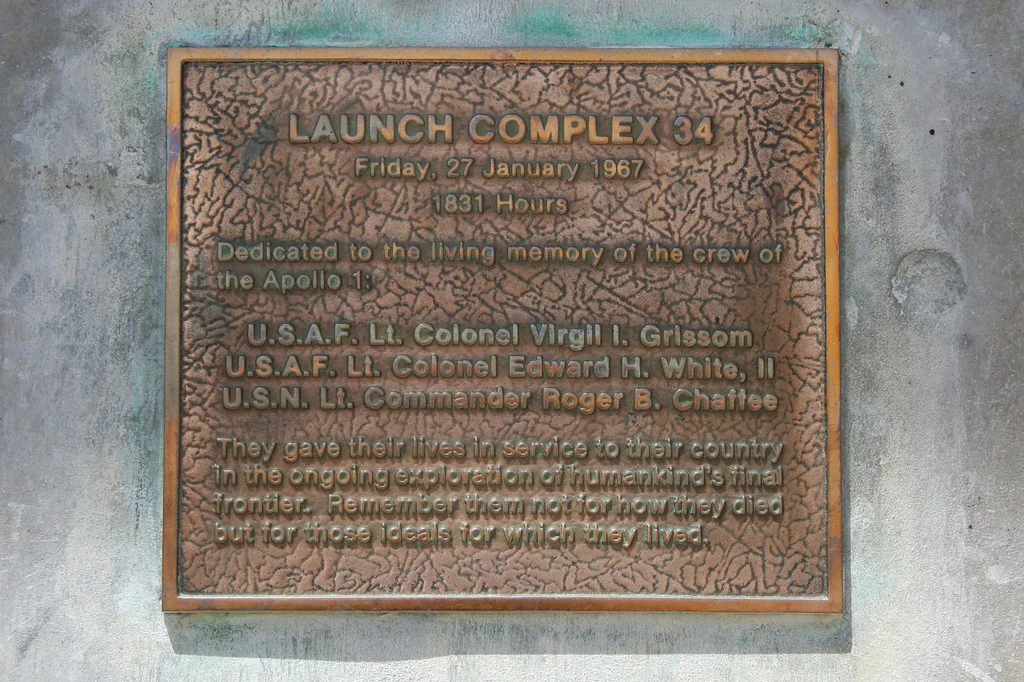 LAUNCH COMPLEX 34
Friday, 27 January 1967
1831 Hours
Dedicated to the living memory of the crew of
the Apollo 1:
U.S.A.F. Lt. Colonel Virgil I. Grissom
U.S.A.F. Lt. Colonel Edward H. White, II
U.S.N. Lt. Commander Roger B. Chaffee
They gave their lives in service to their country
in the ongoing exploration of humankind's final
frontier. Remember them not for how they died
but for those ideals for which they lived.